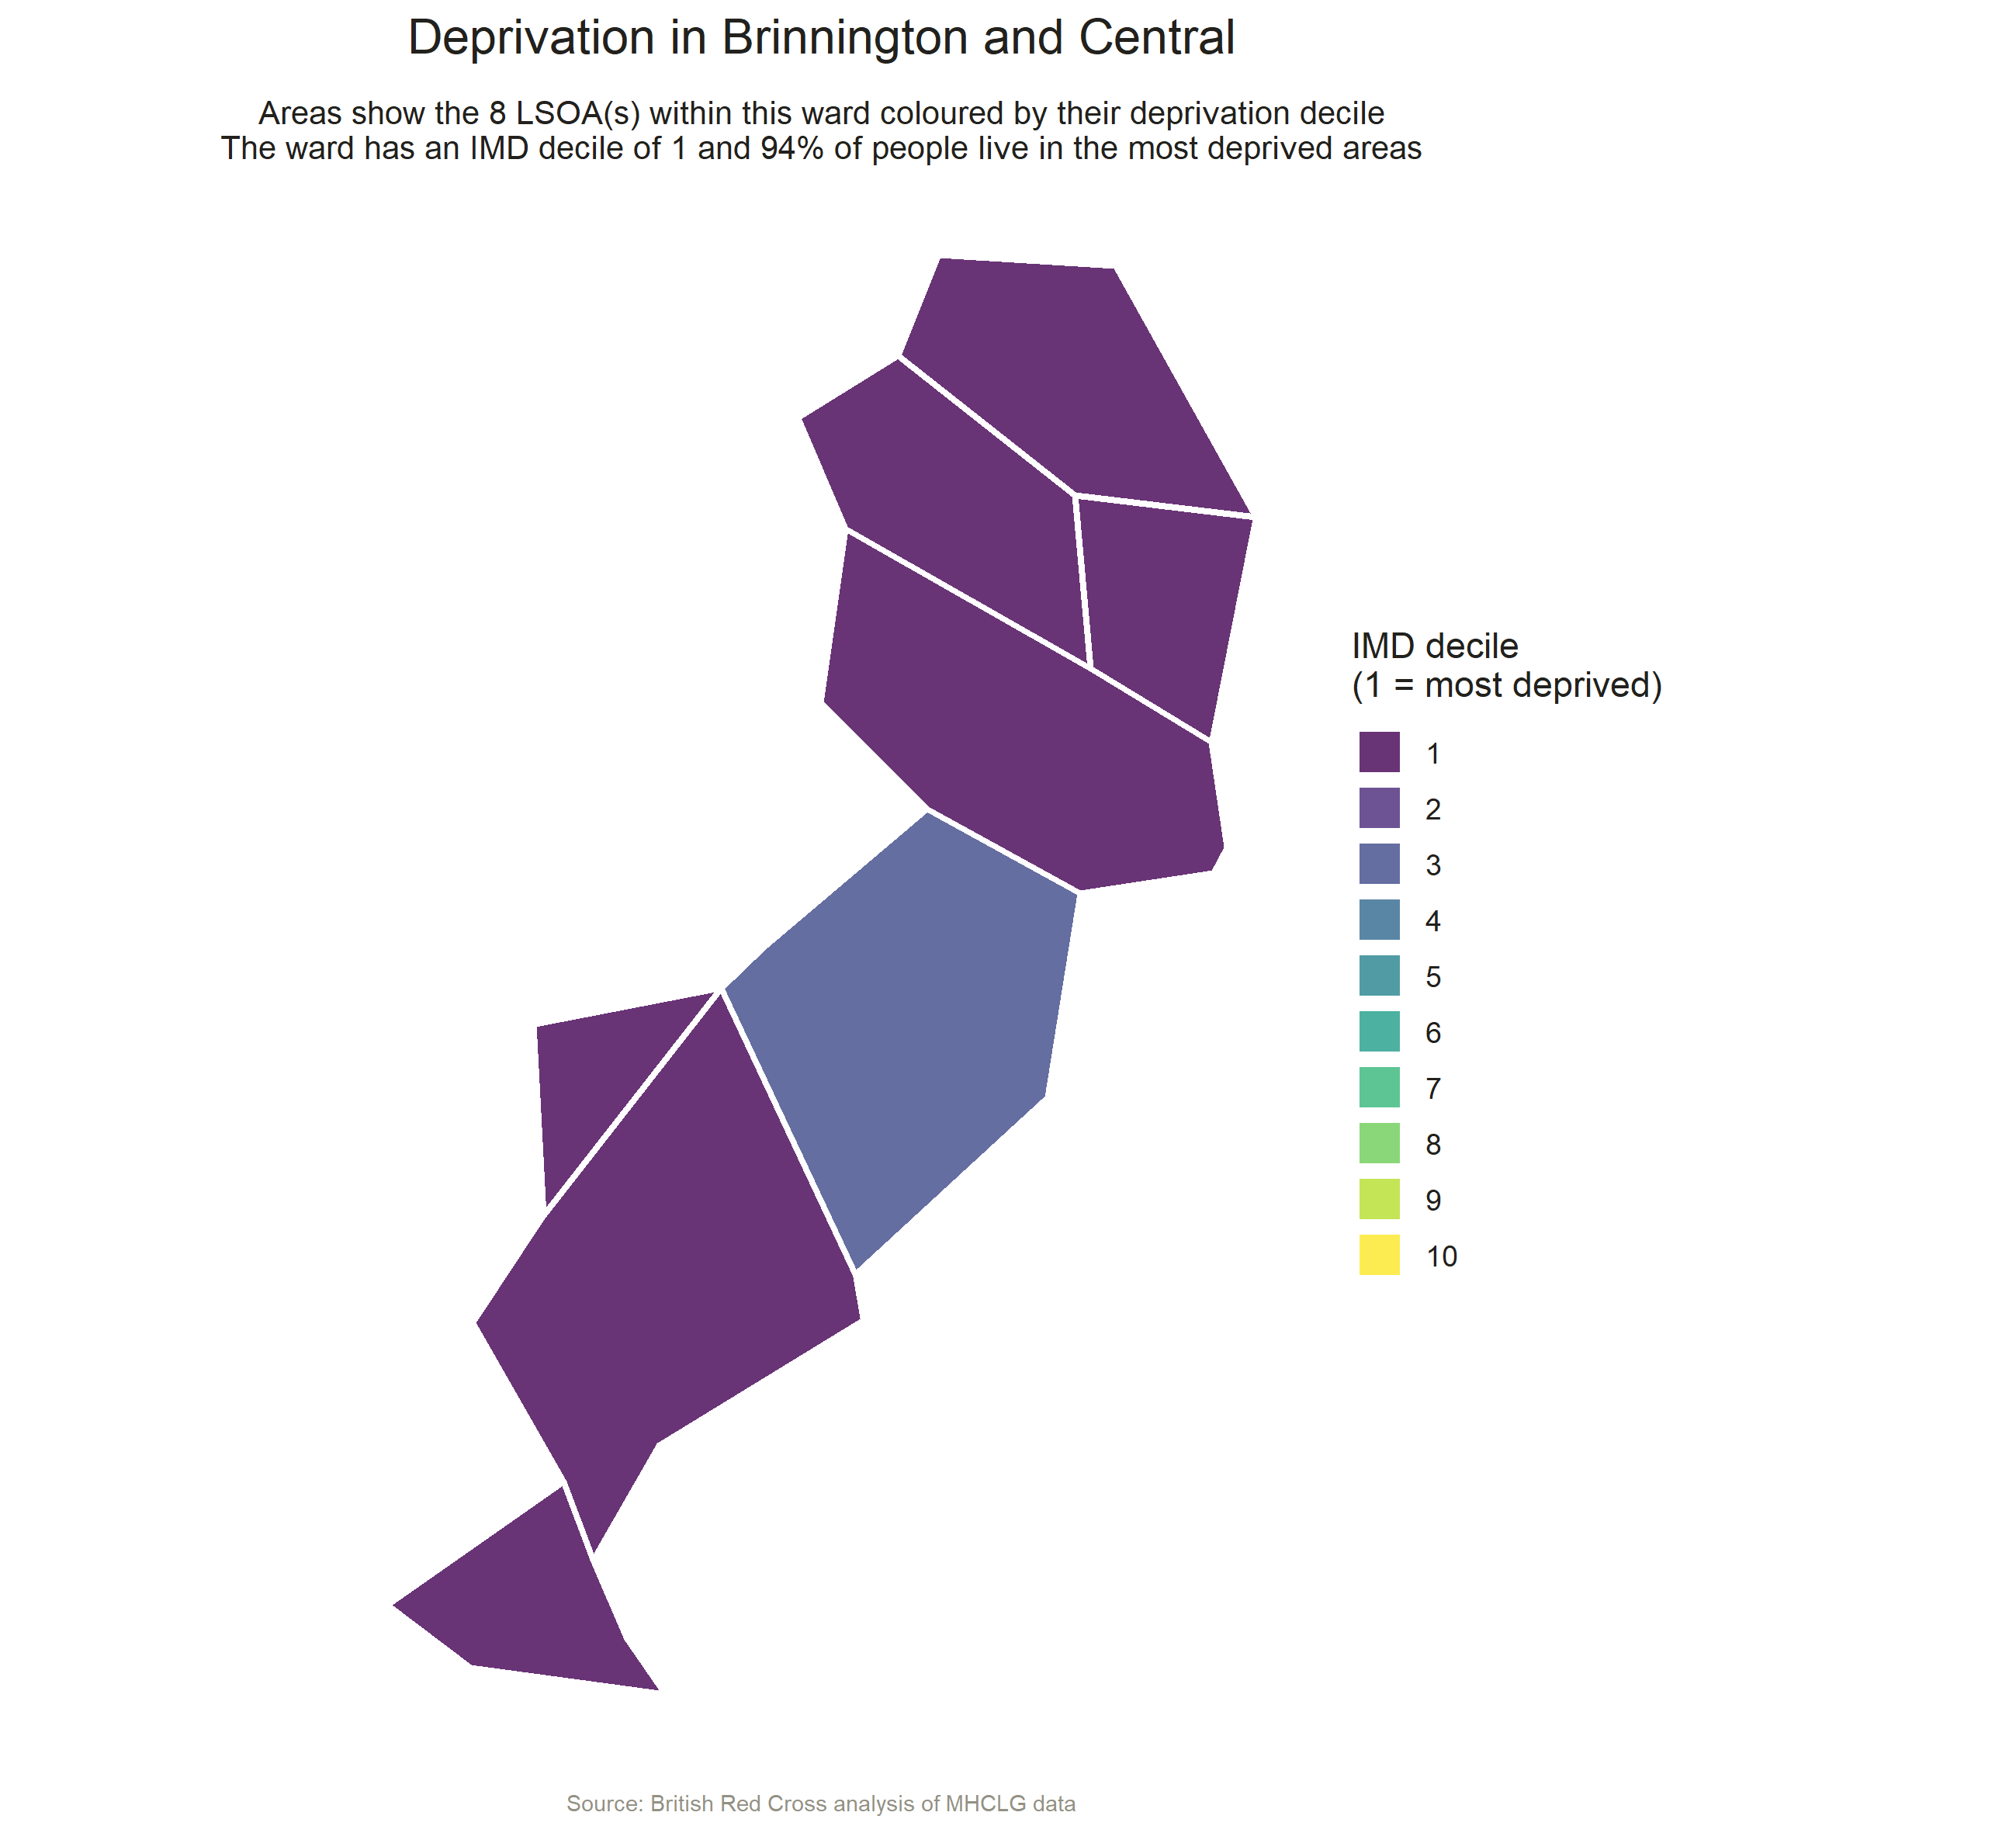 Deprivation in Brinnington and Central
Areas show the 8 LSOA(s) within this ward coloured by their deprivation decile
The ward has an IMD decile of 1 and 94% of people live in the most deprived areas
IMD decile
(1 = most deprived)
1
2
3
4
5
6
7
8
9
10
Source: British Red Cross analysis of MHCLG data